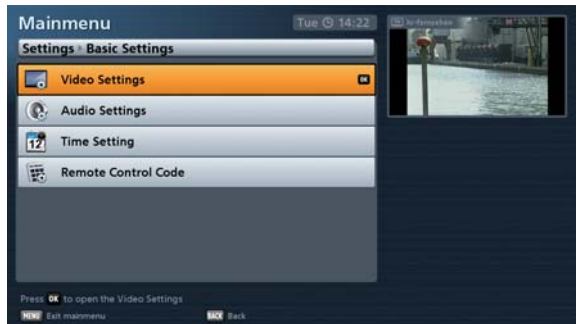 Mainmenu
Tue 14:22
Settings Basic Settings
Video Settings OK
Audio Settings
12 Time Setting
Remote Control Code
Press OK to open the Video Settings
MENU Exit mainmenu BACK Back